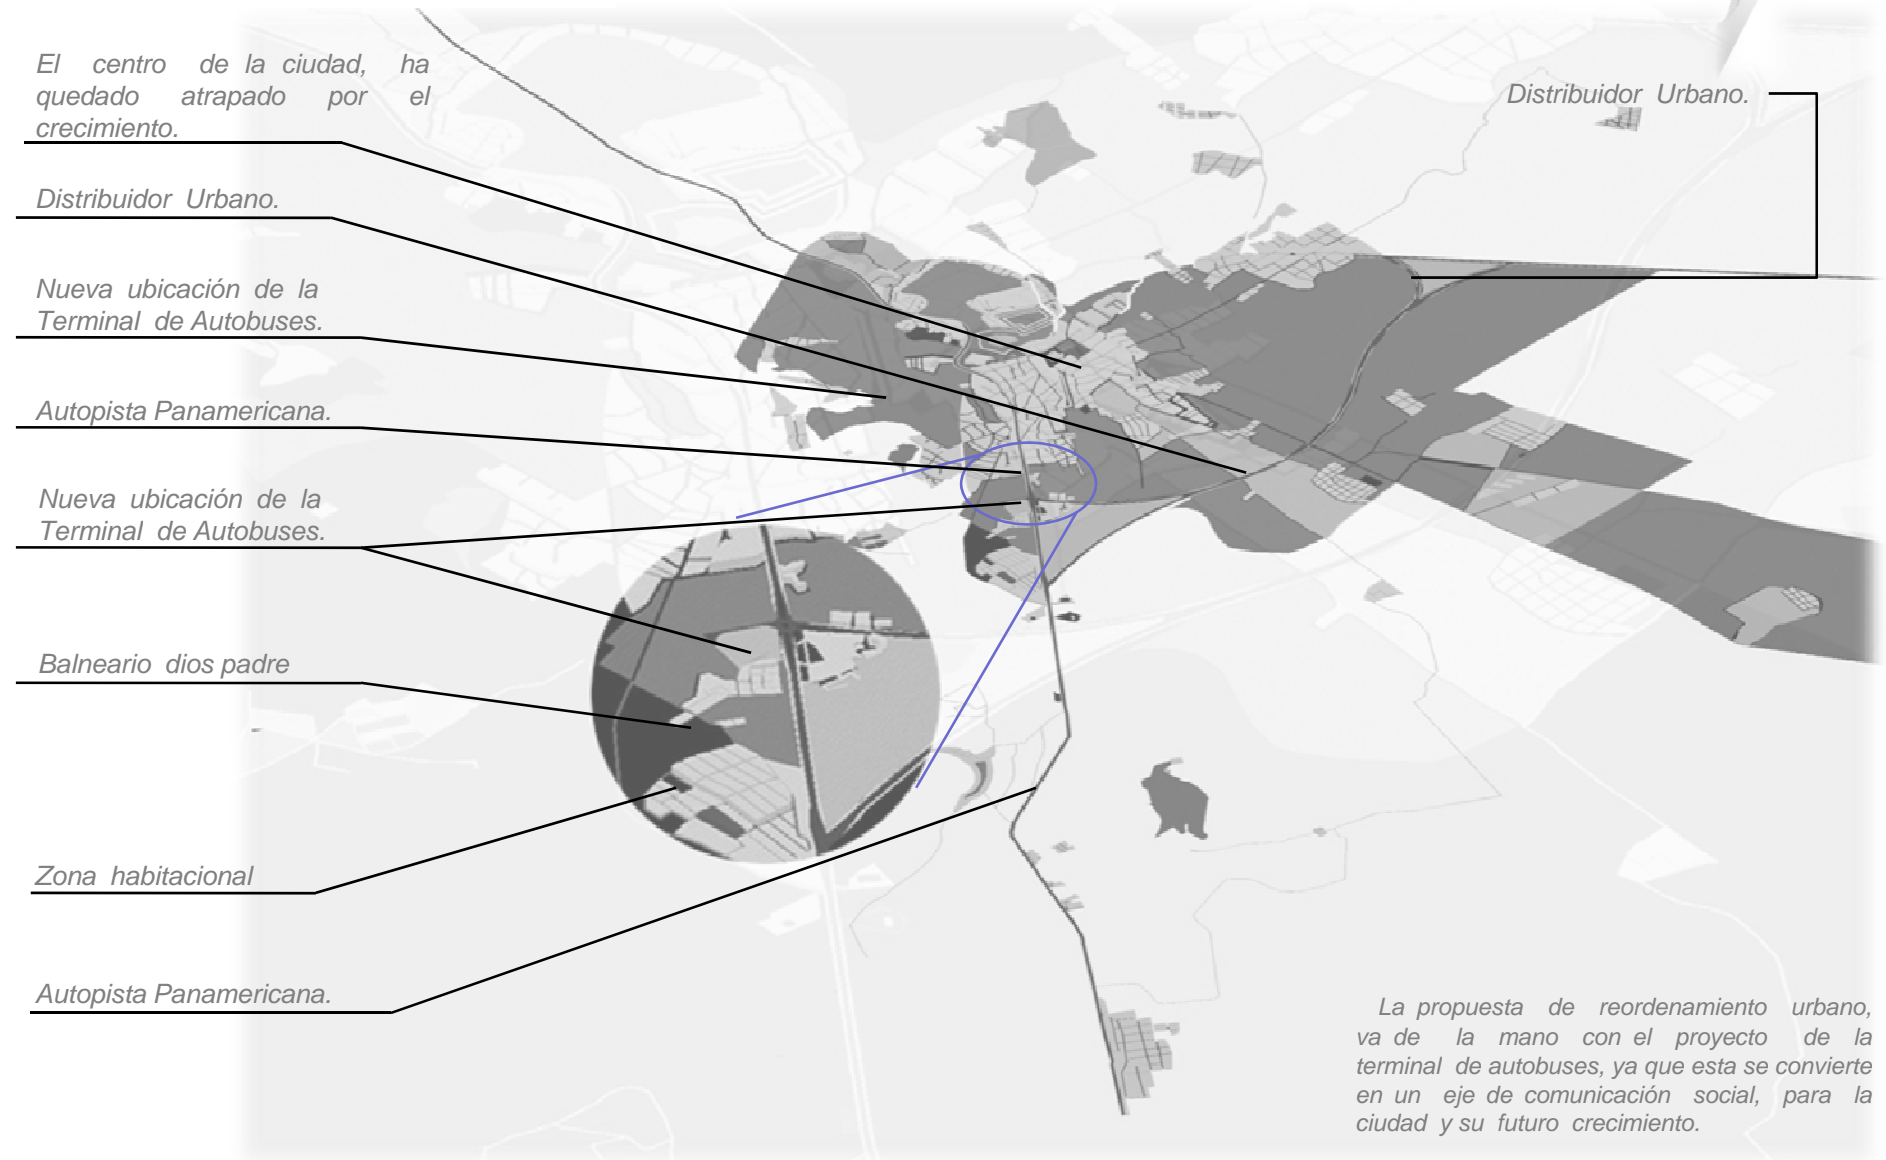 El centro de la ciudad, ha
quedado atrapado por el
crecimiento.
Distribuidor Urbano.
Distribuidor Urbano.
Nueva ubicación de la
Terminal de Autobuses.
Autopista Panamericana.
Nueva ubicación de la
Terminal de Autobuses.
Balneario dios padre
Zona habitacional
Autopista Panamericana.
La propuesta de reordenamiento urbano,
va de la mano con el proyecto de la
terminal de autobuses, ya que esta se convierte
en un eje de comunicación social, para la
ciudad y su futuro crecimiento.